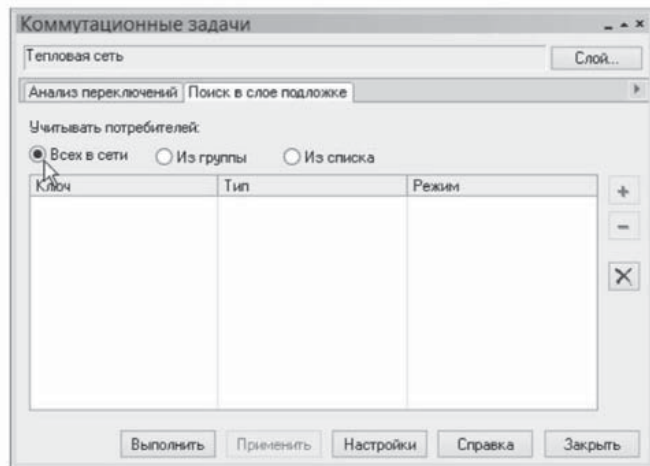 Коммутационные задачи
Тепловая сеть
Слой...
Анализ переключений Поиск в слое подложке
Учитывать потребителей:
Всех в сети Из группы Из списка
Ключ Тип Режим
Выполнить Применить Настройки Справка Закрыть